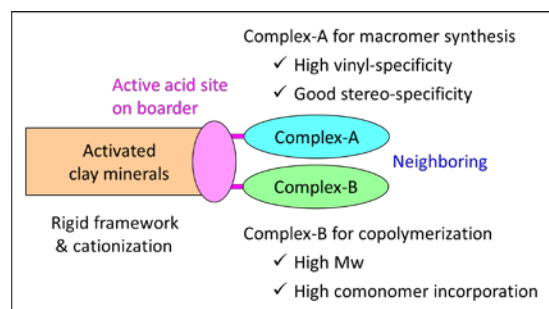 Complex-A for macromer synthesis
✓ High vinyl-specificity
✓ Good stereo-specificity
Active acid site
on boarder
Complex-A
Activated
clay minerals
Neighboring
Complex-B
Rigid framework
& cationization
Complex-B for copolymerization
✓ High Mw
✓ High comonomer incorporation